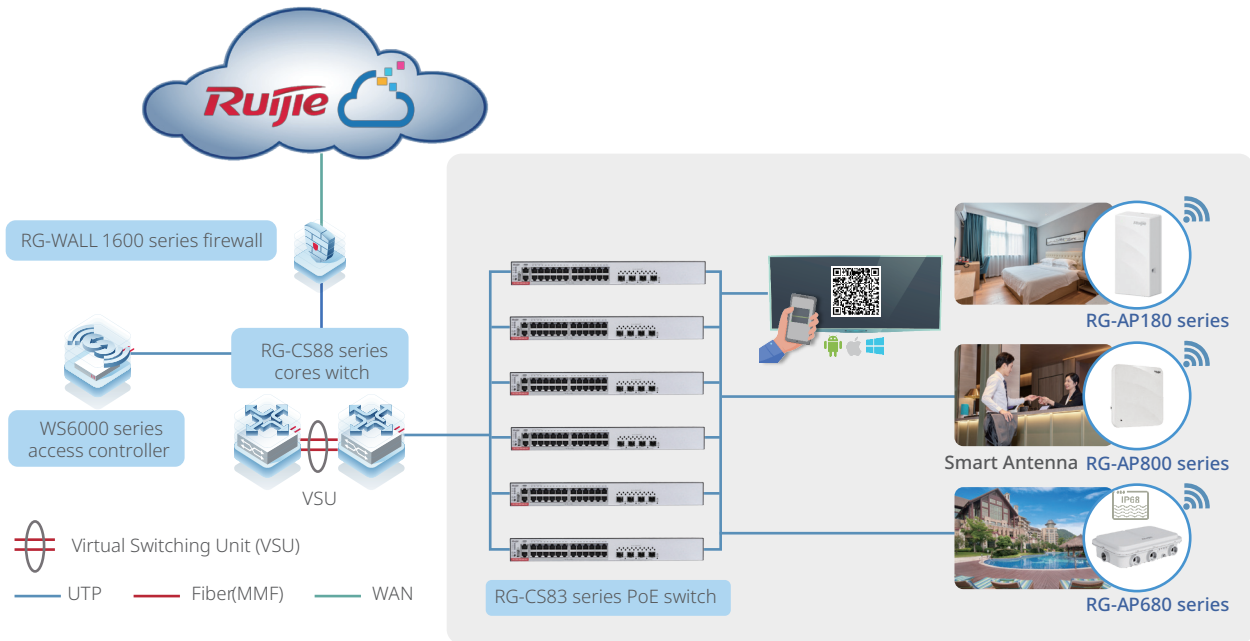 Ruijie
RG-WALL 1600 series firewall
RG-CS88 series
cores witch
WS6000 series
access controller
VSU
Virtual Switching Unit (VSU)
UTP
Fiber(MMF)
WAN
RG-CS83 series PoE switch
RG-AP180 series
Smart Antenna
RG-AP800 series
IP68
RG-AP680 series